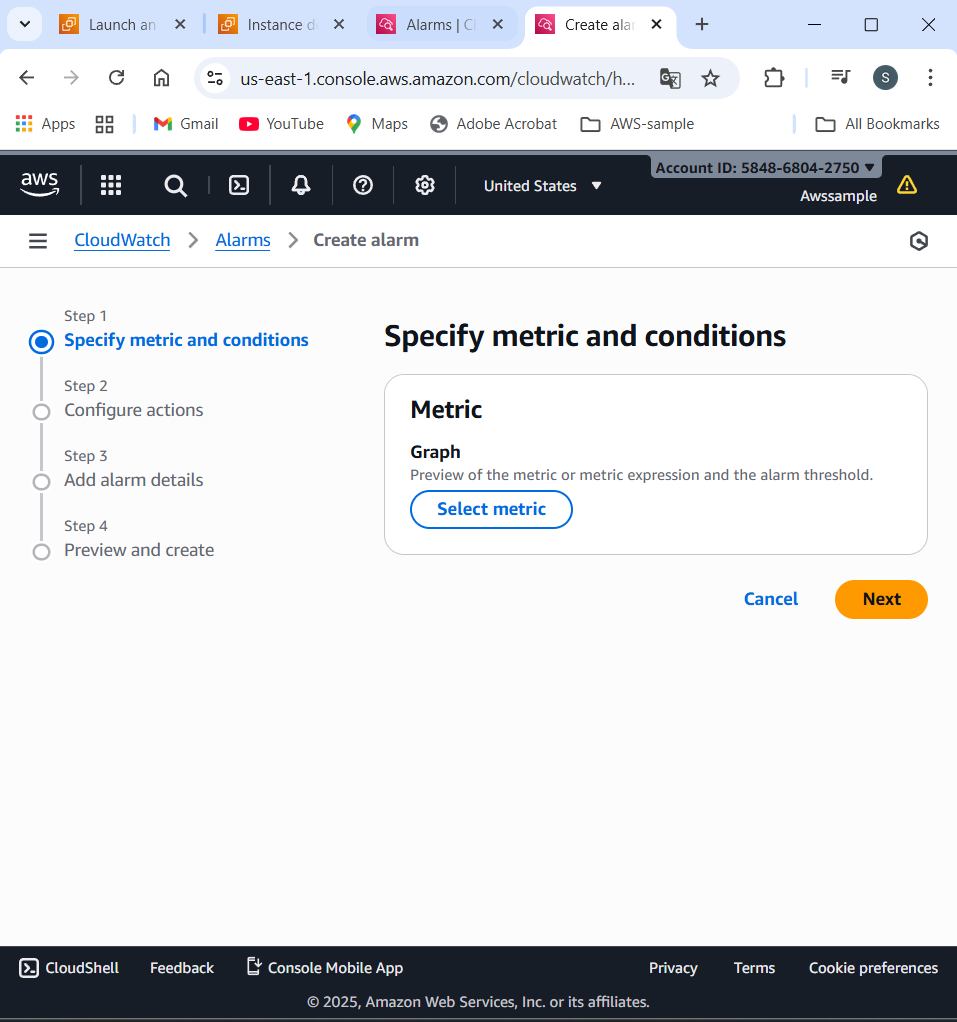 Launch an
Instance d
Alarms | Cl
Create alar
us-east-1.console.aws.amazon.com/cloudwatch/h...
S
Apps
Gmail
YouTube
Maps
Adobe Acrobat
AWS-sample
All Bookmarks
aws
United States
Account ID: 5848-6804-2750
Awssample
CloudWatch
Alarms
Create alarm
Step 1
Specify metric and conditions
Step 2
Configure actions
Step 3
Add alarm details
Step 4
Preview and create
Specify metric and conditions
Metric
Graph
Preview of the metric or metric expression and the alarm threshold.
Select metric
Cancel
Next
CloudShell
Feedback
Console Mobile App
Privacy
Terms
Cookie preferences
© 2025, Amazon Web Services, Inc. or its affiliates.